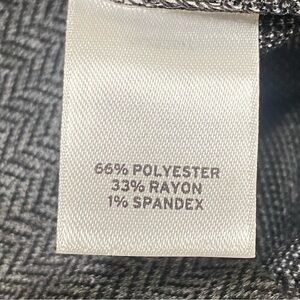 66% POLYESTER
33% RAYON
1% SPANDEX